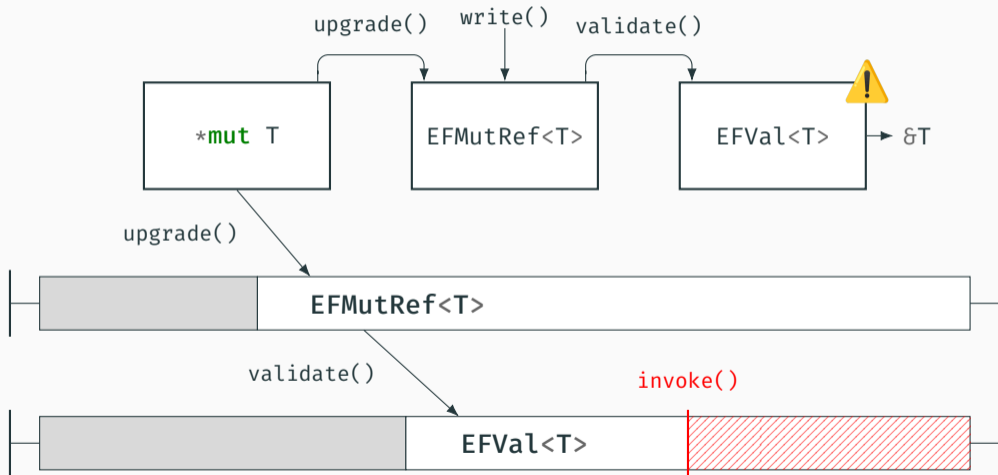 upgrade()
write()
validate()
*mut T
EFMutRef<T>
EFVal<T>
&T
upgrade()
EFMutRef<T>
validate()
invoke()
EFVal<T>